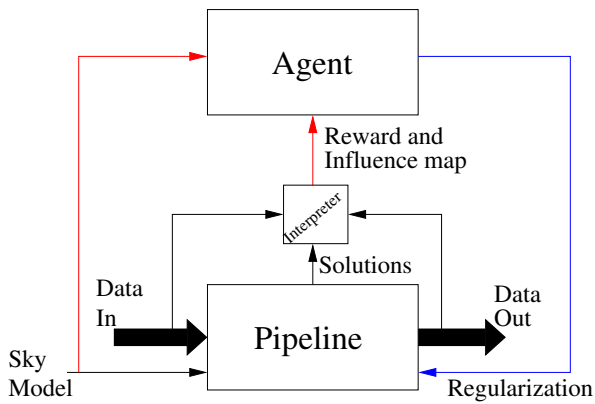 Agent
Reward and
Influence map
Interpreter
Solutions
Data
In
Pipeline
Data
Out
Sky
Model
Regularization